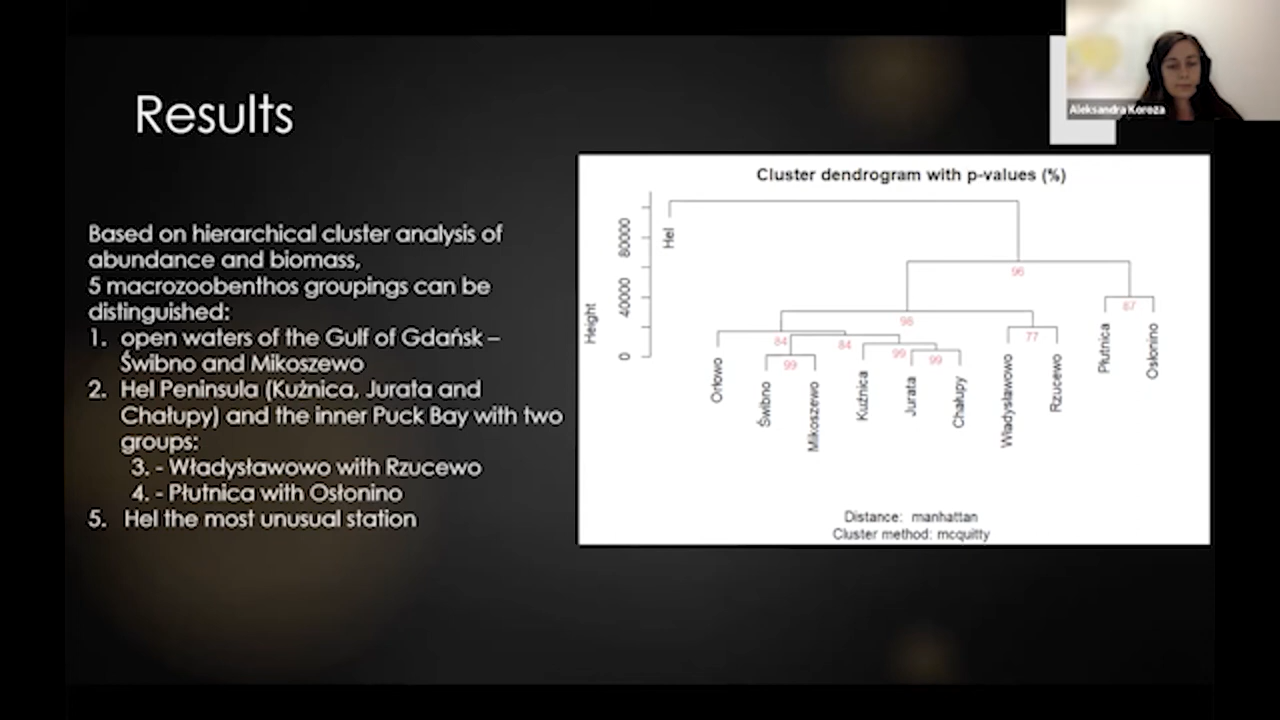 Aleksandra Koroza
Results
Based on hierarchical cluster analysis of
abundance and biomass,
5 macrozoobenthos groupings can be
distinguished:
1. open waters of the Gulf of Gdańsk –
Świbno and Mikoszewo
2. Hel Peninsula (Kuźnica, Jurata and
Chałupy) and the inner Puck Bay with two
groups:
3. - Władysławowo with Rzucewo
4. - Płutnica with Osłonino
5. Hel the most unusual station
Cluster dendrogram with p-values (%)
Height
0
40000
80000
Hel
Orłowo
Świbno
Mikoszewo
Kuźnica
Jurata
Chałupy
Władysławowo
Rzucewo
Płutnica
Osłonino
96
87
98
77
84
84
99
99
99
Distance: manhattan
Cluster method: mcquitty